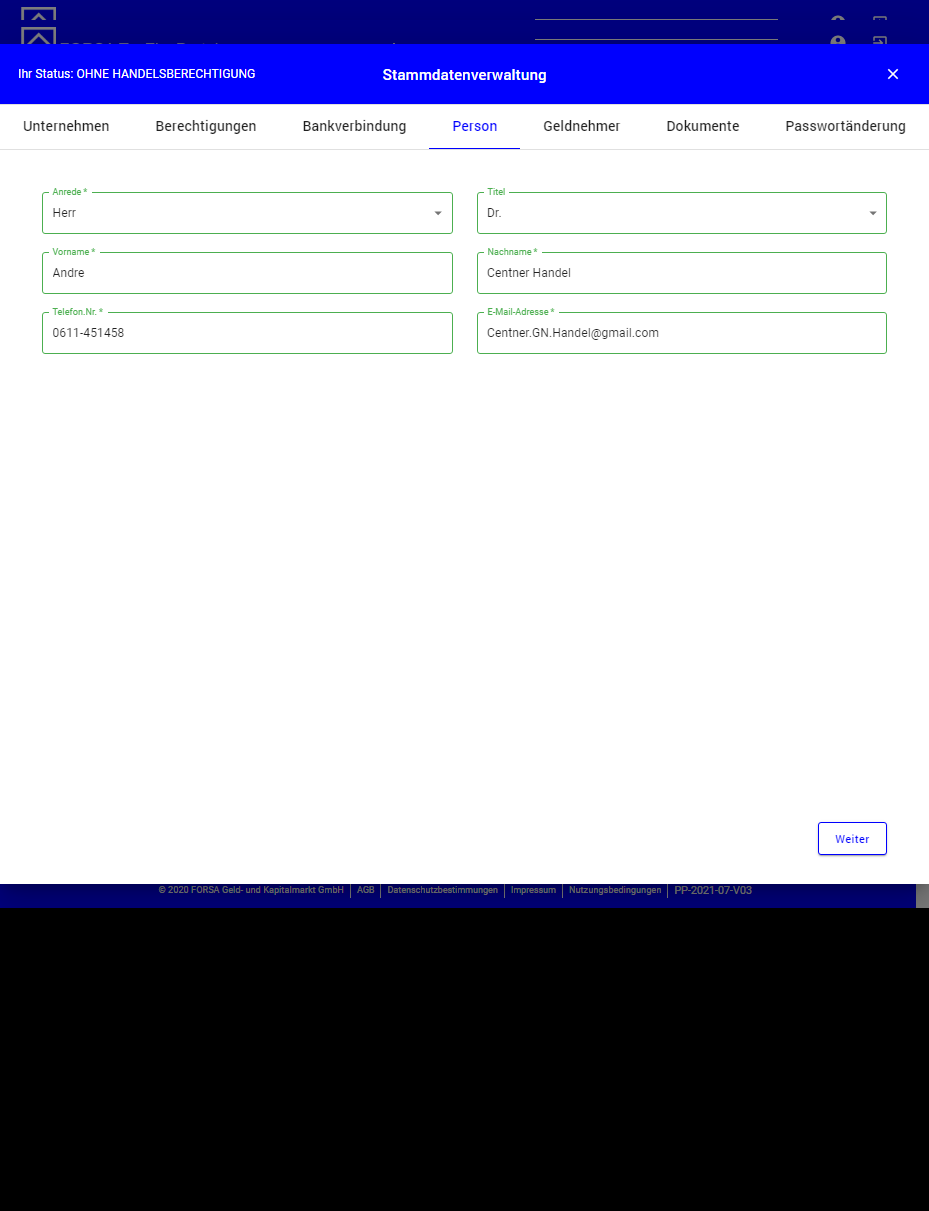 Ihr Status: OHNE HANDELSBERECHTIGUNG
Stammdatenverwaltung
Unternehmen Berechtigungen Bankverbindung Person Geldnehmer Dokumente Passwortänderung
Anrede * Titel
Herr Dr.
Vorname * Nachname *
Andre Centner Handel
Telefon.Nr. * E-Mail-Adresse *
0611-451458 Centner.GN.Handel@gmail.com
Weiter
© 2020 FORSA Geld- und Kapitalmarkt GmbH | AGB | Datenschutzbestimmungen | Impressum | Nutzungsbedingungen | PP-2021-07-V03